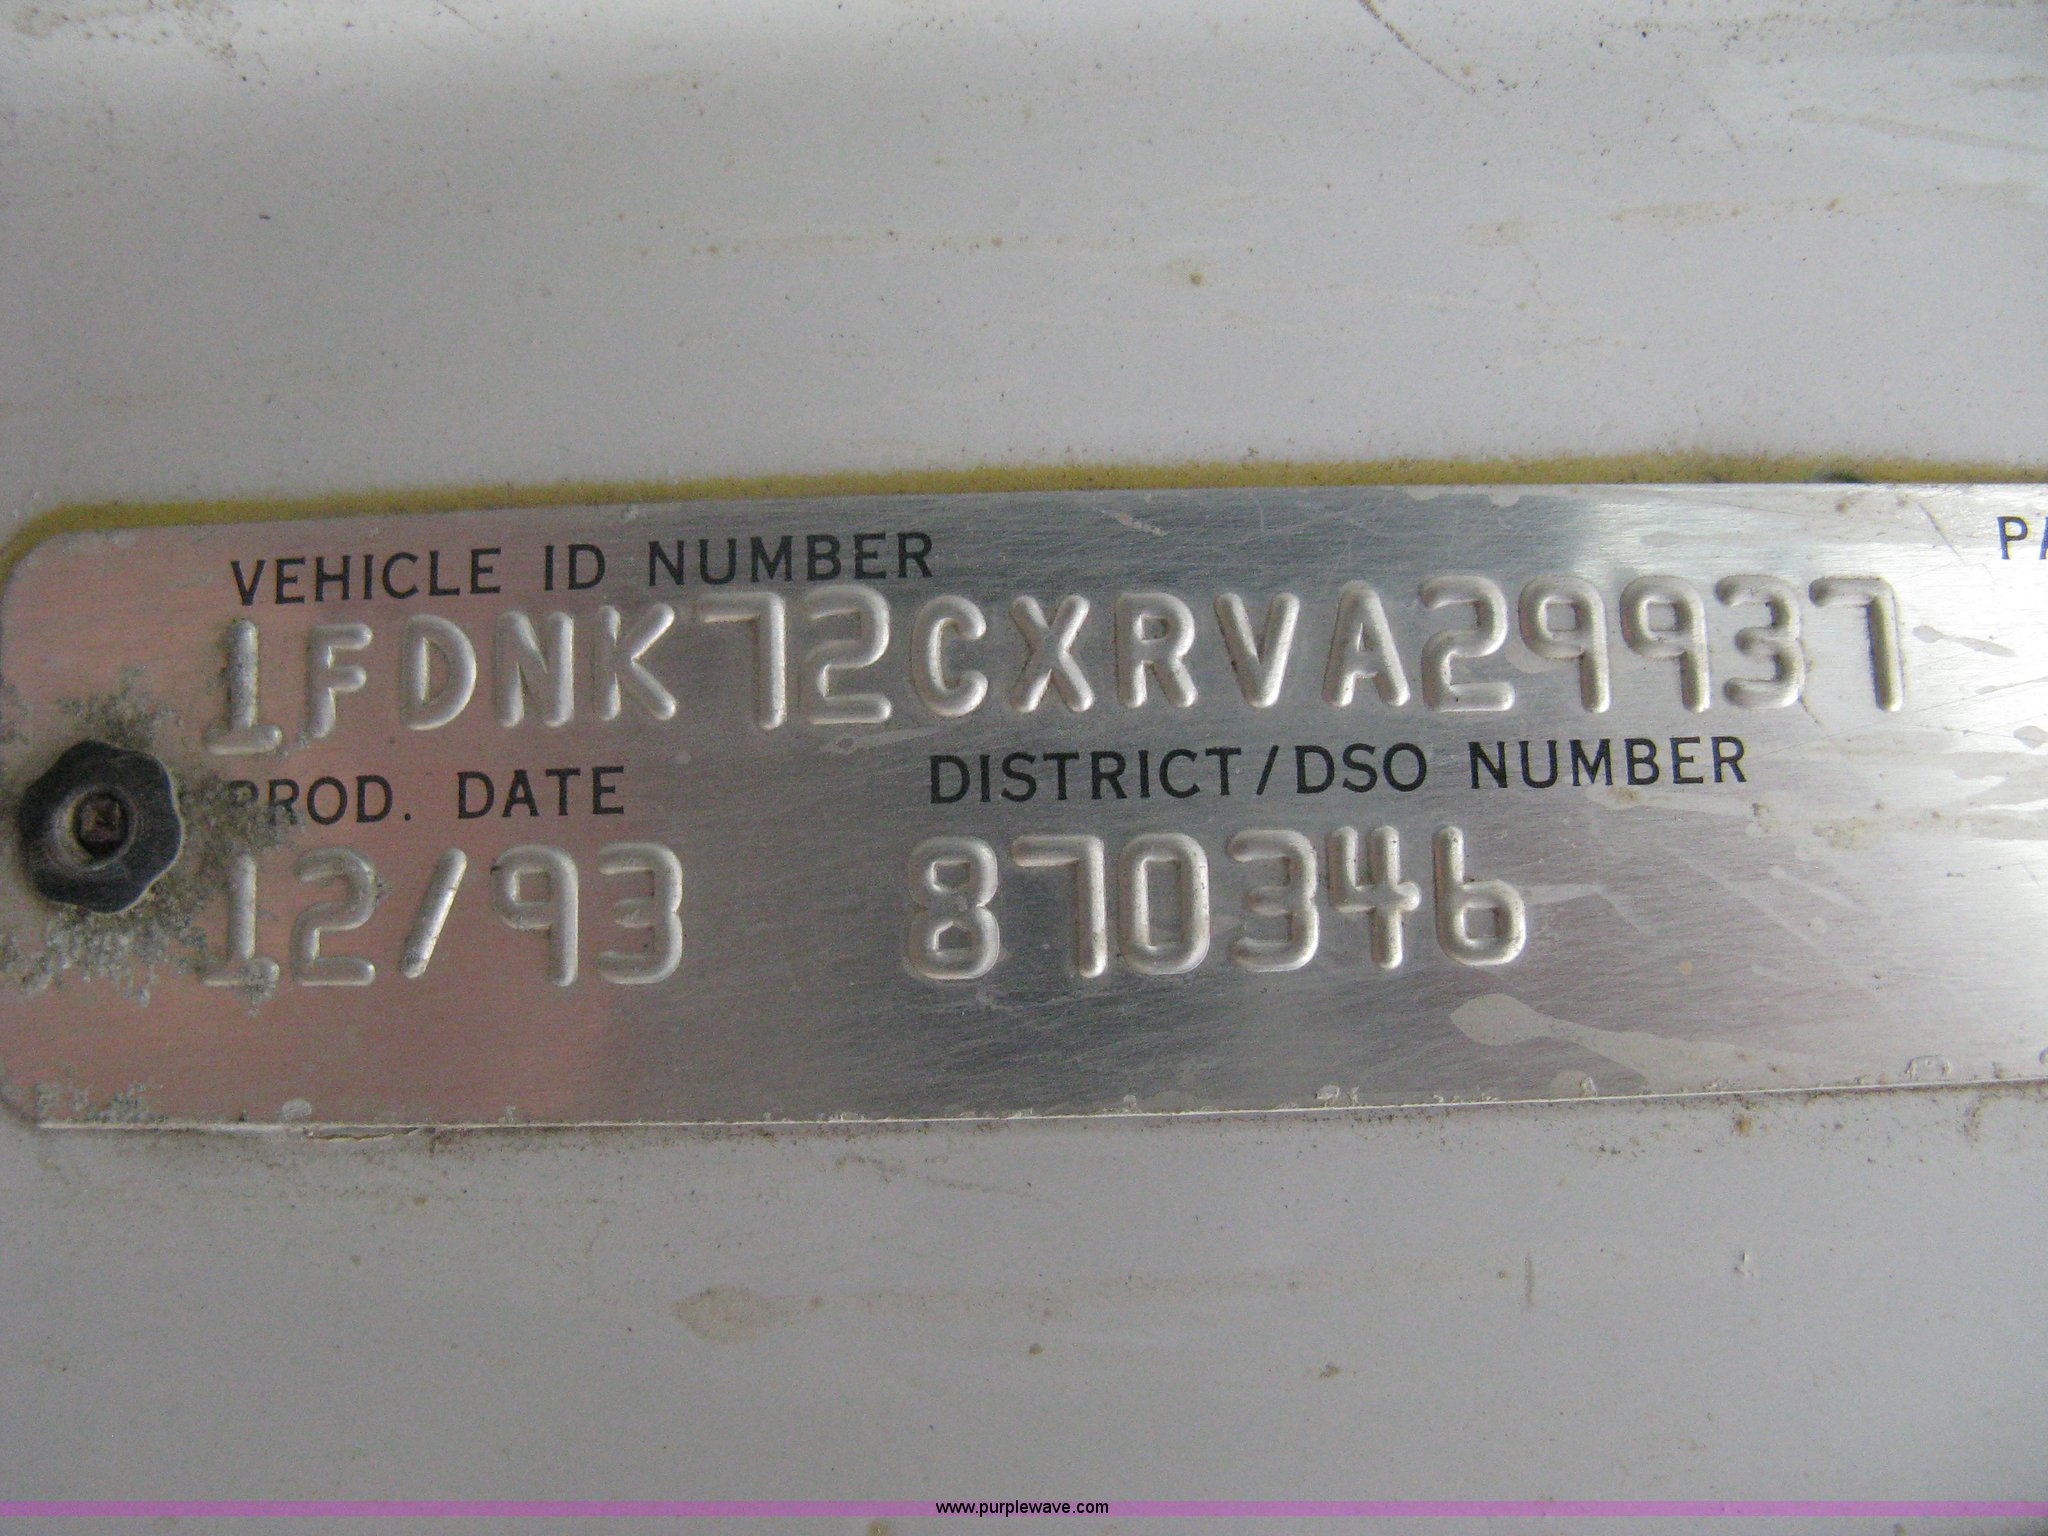 VEHICLE ID NUMBER
1FDNK72CXRVA29937
PROD. DATE DISTRICT/DSO NUMBER
12/93 870346
www.purplewave.com